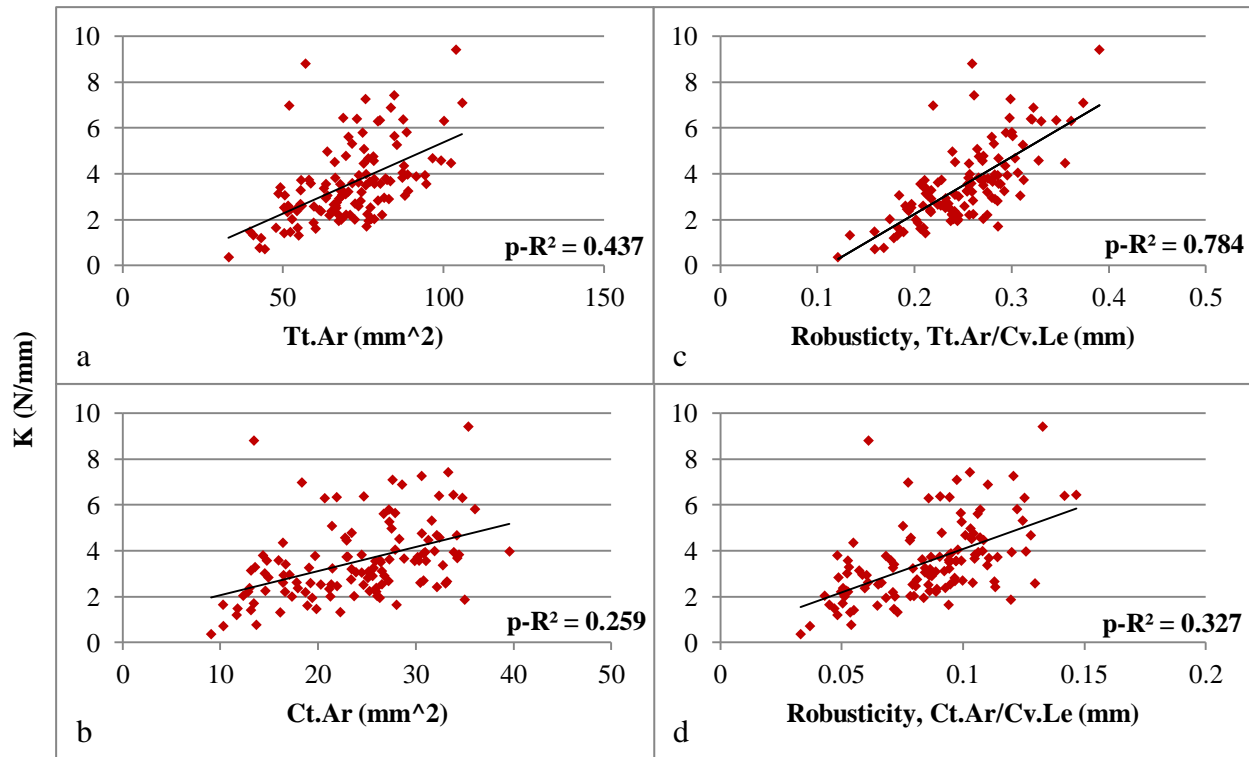 K (N/mm)
10
8
6
4
2
0
p-R² = 0.437
0 50 100 150
Tt.Ar (mm^2)
a
10
8
6
4
2
0
p-R² = 0.784
0 0.1 0.2 0.3 0.4 0.5
Robusticty, Tt.Ar/Cv.Le (mm)
c
10
8
6
4
2
0
p-R² = 0.259
0 10 20 30 40 50
Ct.Ar (mm^2)
b
10
8
6
4
2
0
p-R² = 0.327
0 0.05 0.1 0.15 0.2
Robusticity, Ct.Ar/Cv.Le (mm)
d